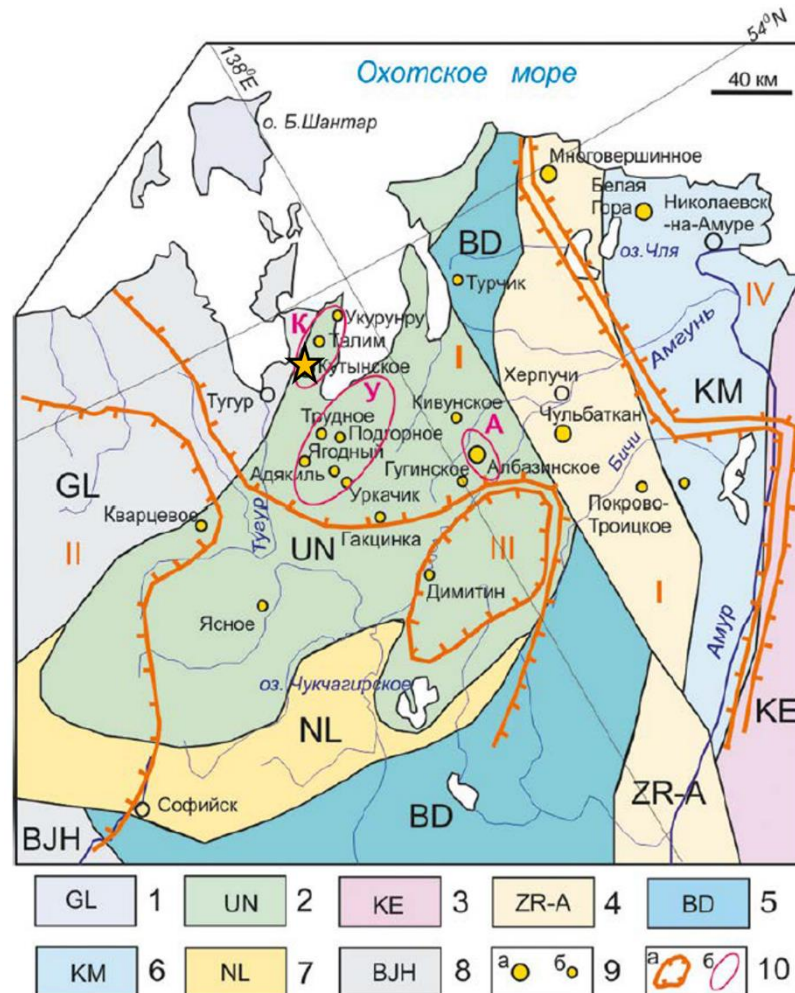 138⁰E
54⁰N
Охотское море
40 км
о. Б.Шантар
Многовершинное
Белая
Гора
Николаевск
-на-Амуре
BD
оз.Чля
IV
Турчик
К
Укурунру
Талим
Кутынское
I
Амгунь
KM
Тугур
У
Кивунское
Херпучи
Трудное
Подгорное
А
Чульбаткан
Бичи
Ягодный
Адякиль
Гугинское
Албазинское
GL
Уркачик
Покрово-
Троицкое
Кварцевое
Тугур
Гакцинка
II
UN
III
Димитин
I
Ясное
Амур
оз. Чукчагирское
KE
NL
Софийск
ZR-A
BJH
BD
GL 1 UN 2 KE 3 ZR-A 4 BD 5
KM 6 NL 7 BJH 8 а б 9 а б 10